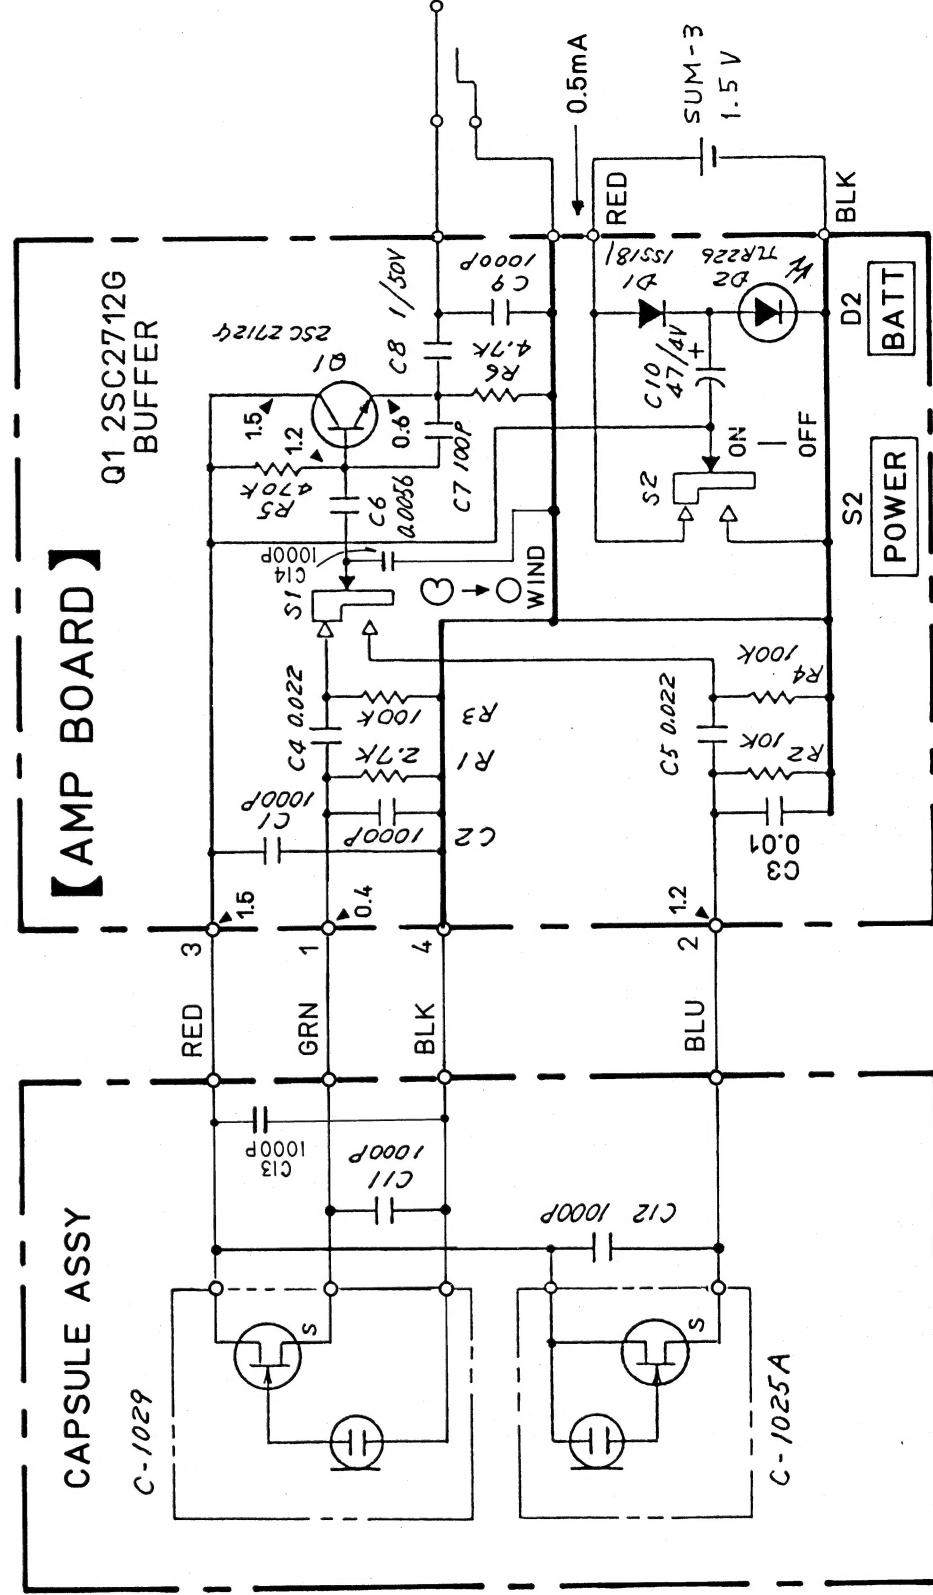 CAPSULE ASSY
C-1029
S
C13
1000P
C11
1000P
C12
1000P
S
C-1025A
RED
GRN
BLK
BLU
3
1
4
2
【AMP BOARD】
1.5
0.4
1.2
C1
1000P
C2
1000P
R1
2.7K
C4 0.022
R3
100K
C3
0.01
R2
10K
C5 0.022
R4
100K
S1
C14
1000P
WIND
Q1 2SC2712G
BUFFER
R5
470K
1.5
1.2
0.6
Q1
2SC2712G
C6
0.0056
C7 100P
C8 1/50V
R6
4.7K
C9
1000P
S2
ON
OFF
C10
47/4V
+
D1
1SS181
D2
TLR226
S2
POWER
D2
BATT
0.5mA
RED
BLK
SUM-3
1.5V